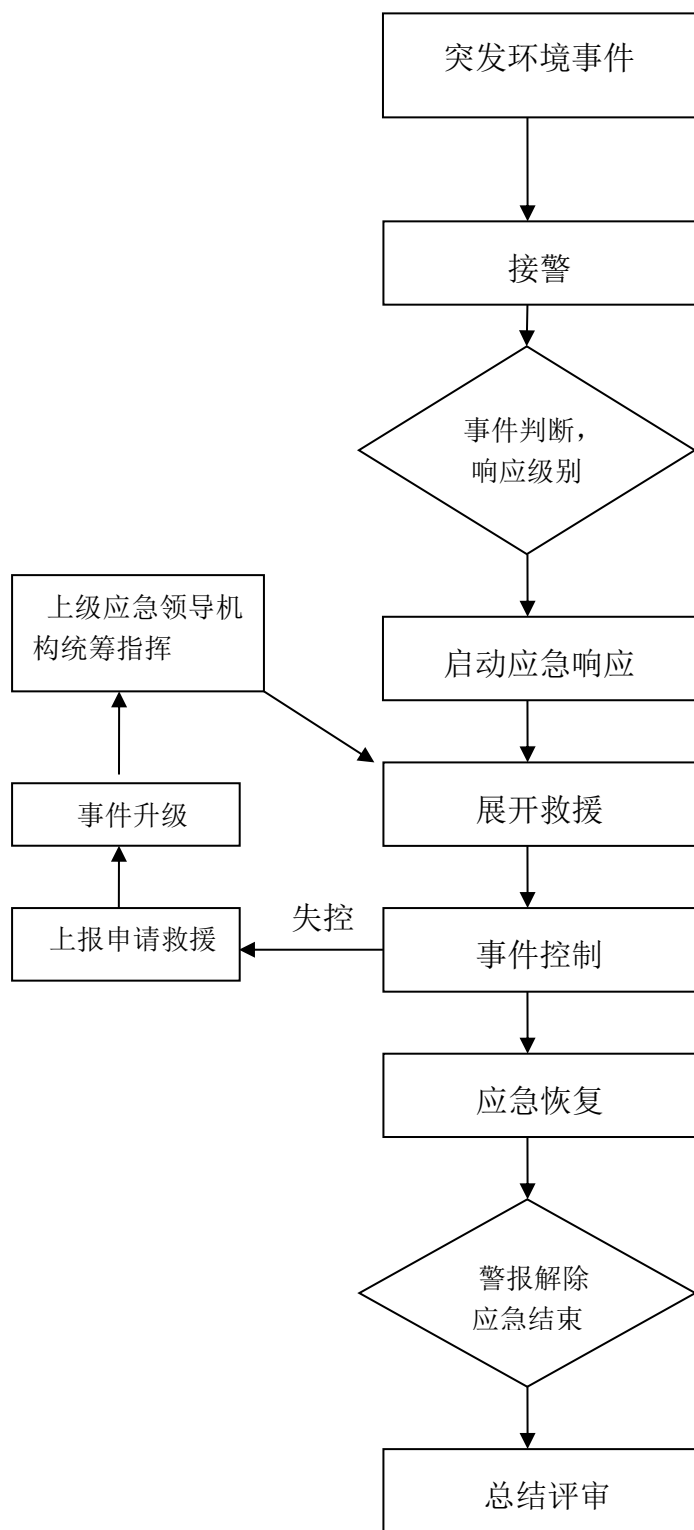 突发环境事件
接警
事件判断，
响应级别
上级应急领导机
构统筹指挥
启动应急响应
事件升级
展开救援
失控
上报申请救援
事件控制
应急恢复
警报解除
应急结束
总结评审